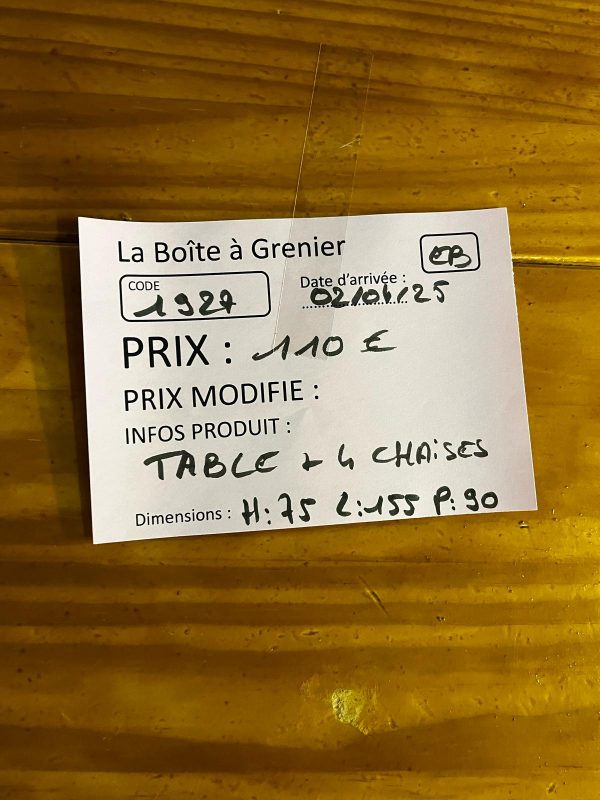 La Boîte à Grenier
EB
CODE
1927
Date d'arrivée :
02/04/25
PRIX : 110 €
PRIX MODIFIE :
INFOS PRODUIT :
TABLE + 4 CHAISES
Dimensions : H:75 L:155 P:90